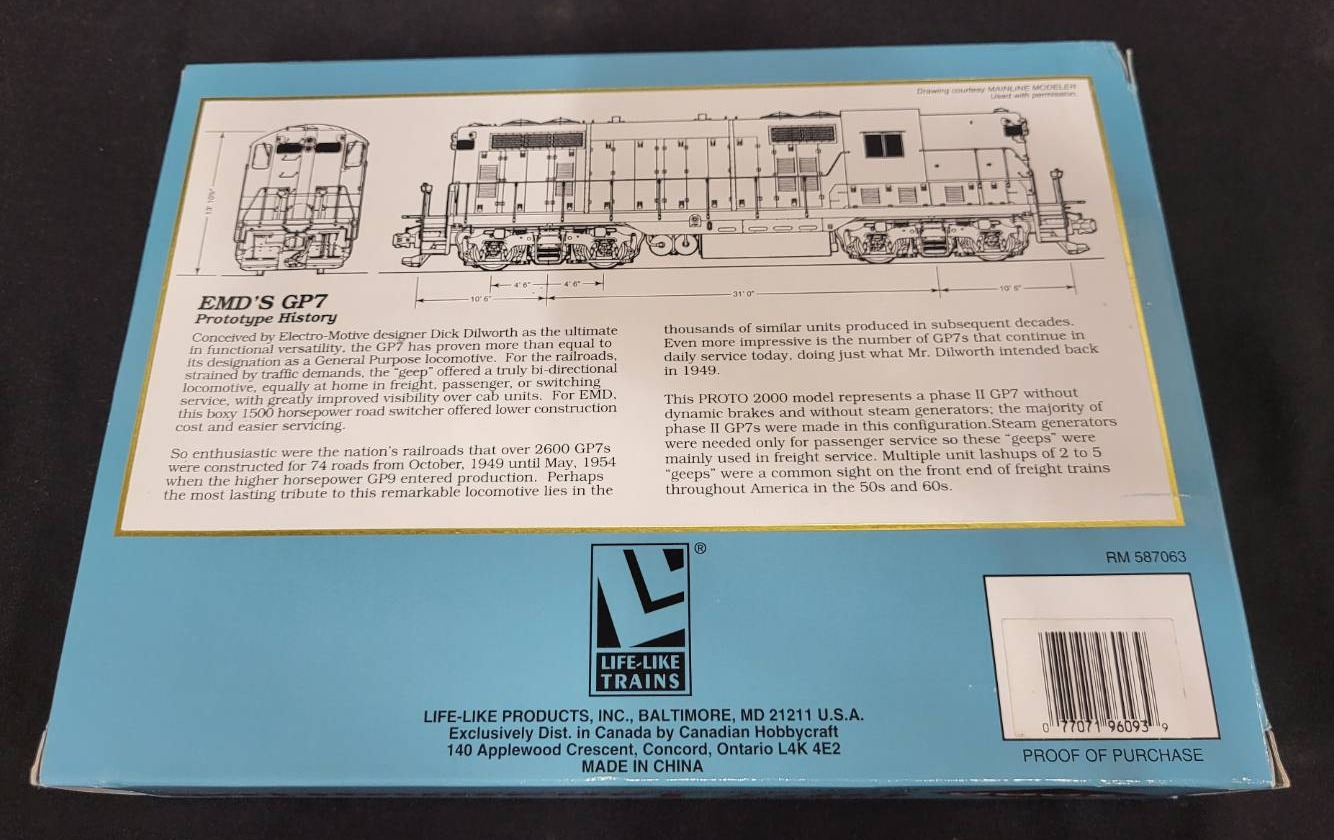 Drawing courtesy MAINLINE MODELER
Used with permission.
4' 6"
4' 6"
10' 6"
31' 0"
EMD'S GP7
Prototype History
Conceived by Electro-Motive designer Dick Dilworth as the ultimate
in functional versatility, the GP7 has proven more than equal to
its designation as a General Purpose locomotive. For the railroads,
strained by traffic demands, the "geep" offered a truly bi-directional
locomotive, equally at home in freight, passenger, or switching
service, with greatly improved visibility over cab units. For EMD,
this boxy 1500 horsepower road switcher offered lower construction
cost and easier servicing.
So enthusiastic were the nation's railroads that over 2600 GP7s
were constructed for 74 roads from October, 1949 until May, 1954
when the higher horsepower GP9 entered production. Perhaps
the most lasting tribute to this remarkable locomotive lies in the
thousands of similar units produced in subsequent decades.
Even more impressive is the number of GP7s that continue in
daily service today, doing just what Mr. Dilworth intended back
in 1949.
This PROTO 2000 model represents a phase II GP7 without
dynamic brakes and without steam generators; the majority of
phase II GP7s were made in this configuration.Steam generators
were needed only for passenger service so these "geeps" were
mainly used in freight service. Multiple unit lashups of 2 to 5
"geeps" were a common sight on the front end of freight trains
throughout America in the 50s and 60s.
®
LIFE-LIKE
TRAINS
LIFE-LIKE PRODUCTS, INC., BALTIMORE, MD 21211 U.S.A.
Exclusively Dist. in Canada by Canadian Hobbycraft
140 Applewood Crescent, Concord, Ontario L4K 4E2
MADE IN CHINA
RM 587063
0 77071 96093 9
PROOF OF PURCHASE